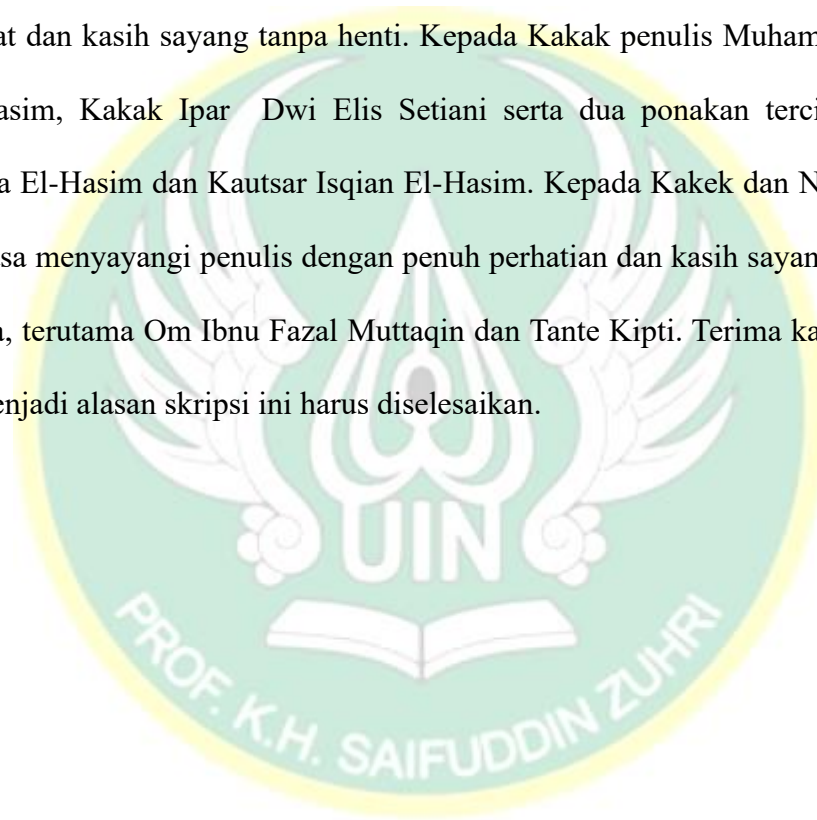 at dan kasih sayang tanpa henti. Kepada Kakak penulis Muham
asim, Kakak Ipar Dwi Elis Setiani serta dua ponakan terci
a El-Hasim dan Kautsar Isqian El-Hasim. Kepada Kakek dan N
sa menyayangi penulis dengan penuh perhatian dan kasih sayan
a, terutama Om Ibnu Fazal Muttaqin dan Tante Kipti. Terima ka
enjadi alasan skripsi ini harus diselesaikan.
UIN
PROF. K.H. SAIFUDDIN ZUHRI